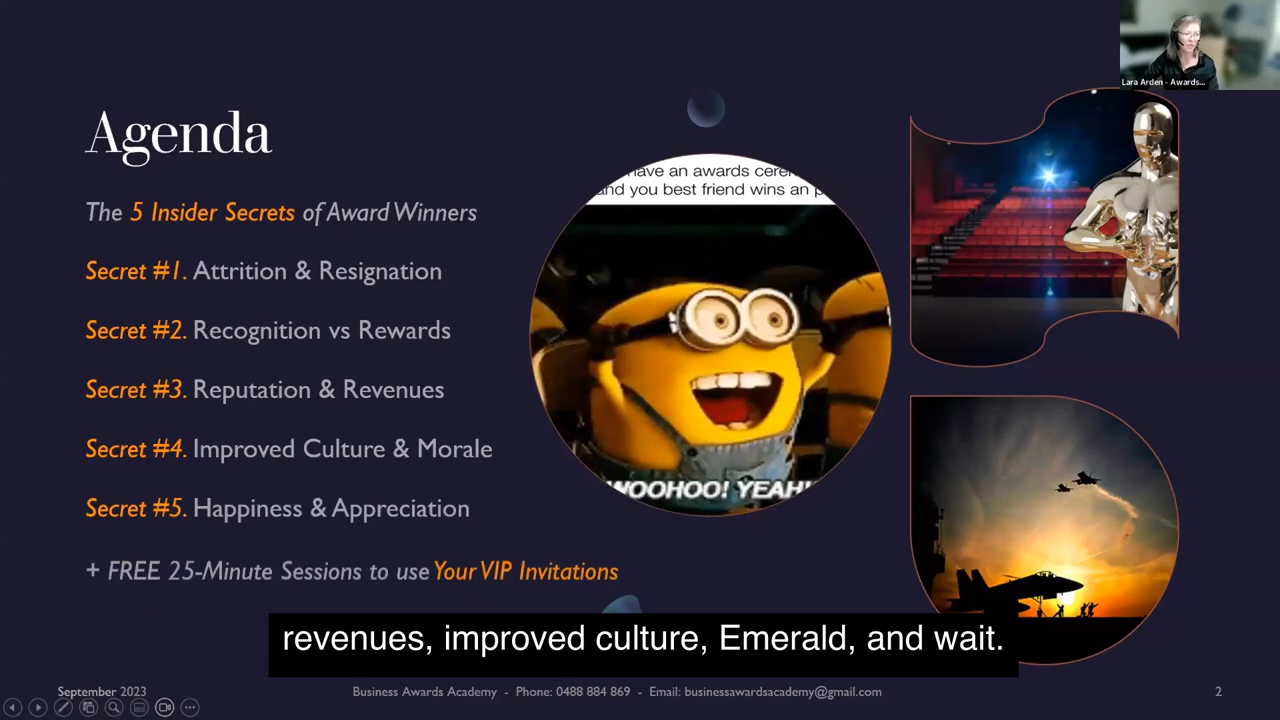 Lara Arden - Awards...
Agenda
The 5 Insider Secrets of Award Winners
Secret #1. Attrition & Resignation
Secret #2. Recognition vs Rewards
Secret #3. Reputation & Revenues
Secret #4. Improved Culture & Morale
Secret #5. Happiness & Appreciation
+ FREE 25-Minute Sessions to use Your VIP Invitations
have an awards cerem
and you best friend wins an
WOOHOO! YEAH!
revenues, improved culture, Emerald, and wait.
September 2023
Business Awards Academy - Phone: 0488 884 869 - Email: businessawardsacademy@gmail.com
2